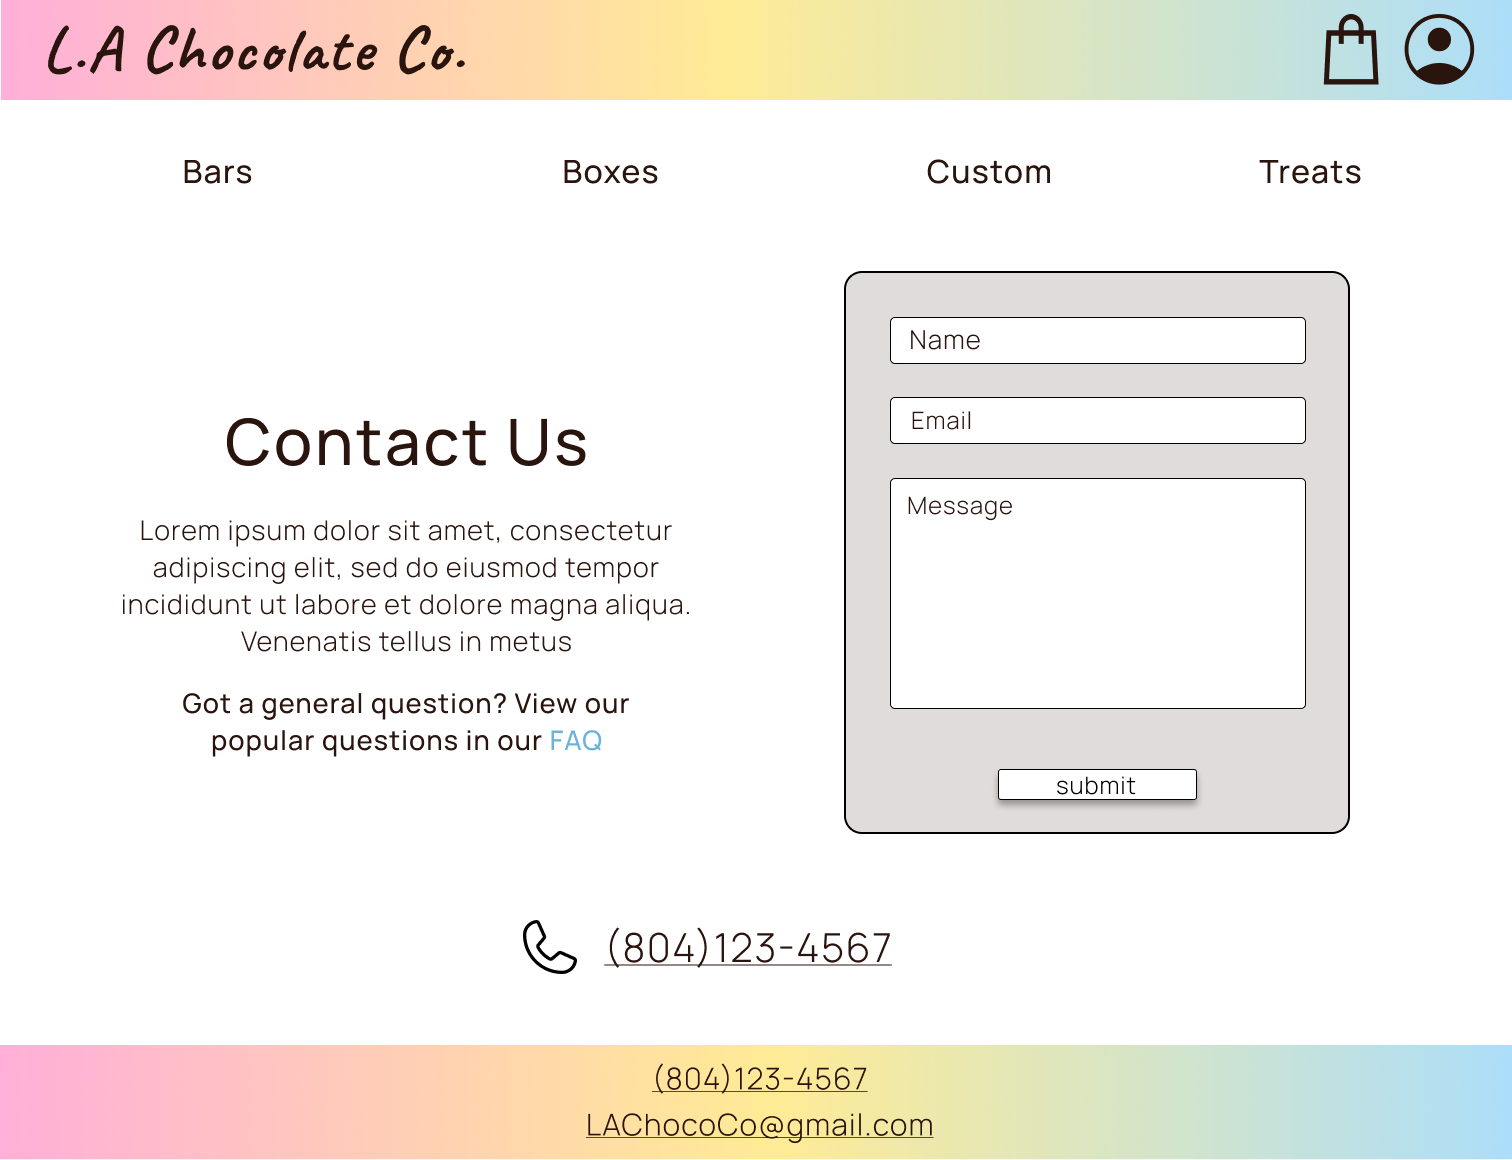 L.A Chocolate Co.
Bars
Boxes
Custom
Treats
Contact Us
Lorem ipsum dolor sit amet, consectetur
adipiscing elit, sed do eiusmod tempor
incididunt ut labore et dolore magna aliqua.
Venenatis tellus in metus
Got a general question? View our
popular questions in our FAQ
Name
Email
Message
submit
(804)123-4567
(804)123-4567
LAChocoCo@gmail.com